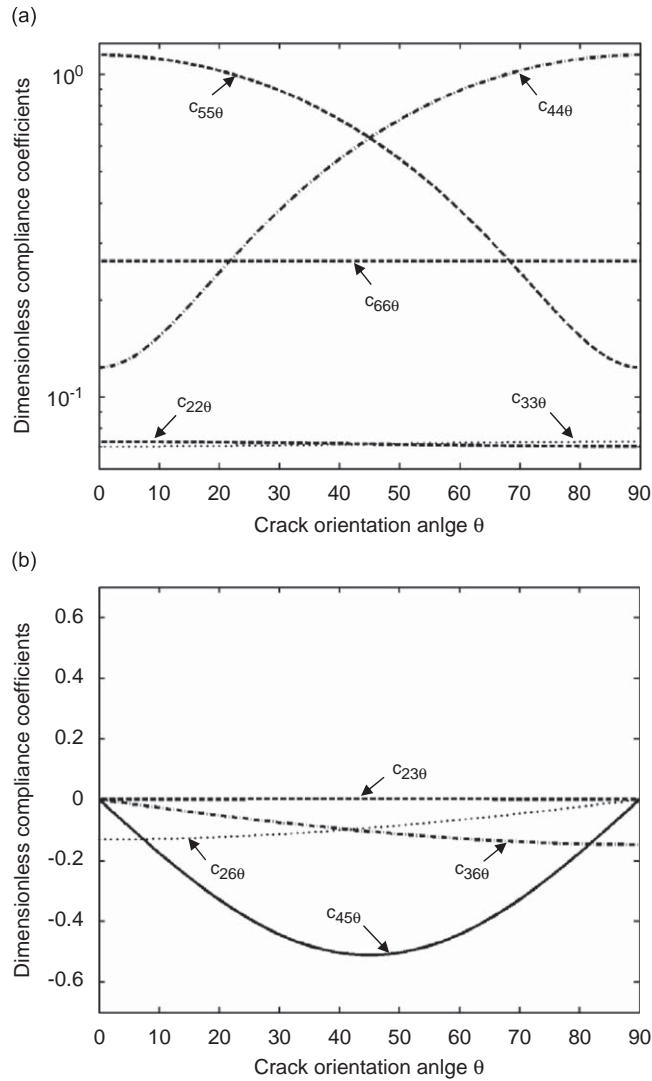 (a)
Dimensionless compliance coefficients
10⁰
10⁻¹
c₅₅θ
c₄₄θ
c₆₆θ
c₂₂θ
c₃₃θ
0 10 20 30 40 50 60 70 80 90
Crack orientation anlge θ
(b)
Dimensionless compliance coefficients
0.6
0.4
0.2
0
-0.2
-0.4
-0.6
c₂₃θ
c₂₆θ
c₃₆θ
c₄₅θ
0 10 20 30 40 50 60 70 80 90
Crack orientation anlge θ